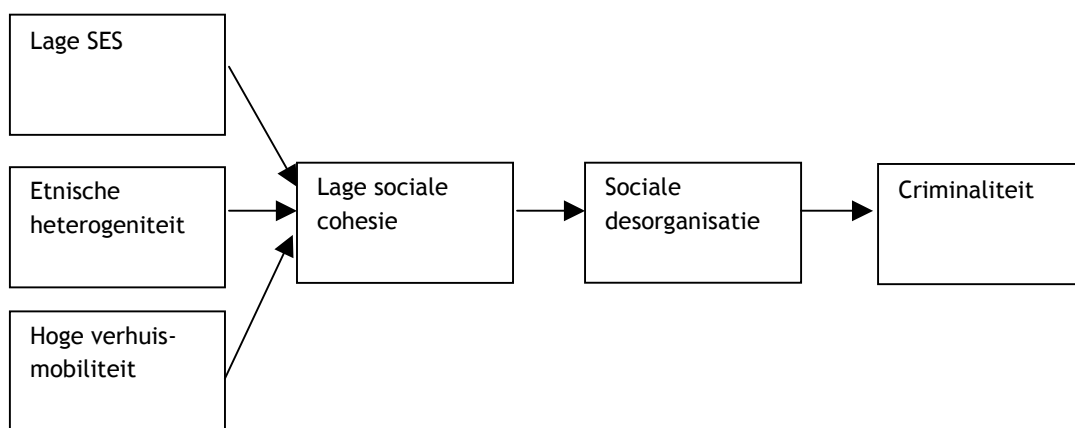 Lage SES
Etnische
heterogeniteit
Hoge verhuis-
mobiliteit
Lage sociale
cohesie
Sociale
desorganisatie
Criminaliteit